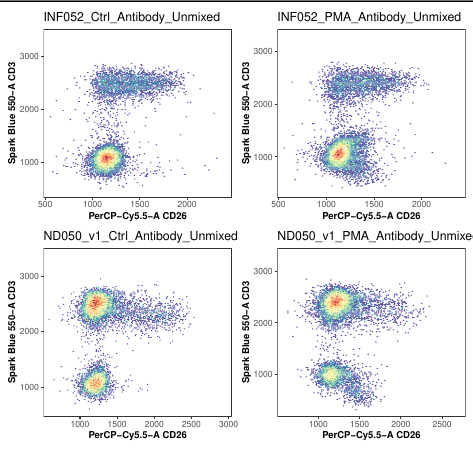 INF052_Ctrl_Antibody_Unmixed
INF052_PMA_Antibody_Unmixed
Spark Blue 550−A CD3
3000
2000
1000
500
1000
1500
2000
PerCP−Cy5.5−A CD26
Spark Blue 550−A CD3
3000
2000
1000
500
1000
1500
2000
PerCP−Cy5.5−A CD26
ND050_v1_Ctrl_Antibody_Unmixed
ND050_v1_PMA_Antibody_Unmixed
Spark Blue 550−A CD3
3000
2000
1000
1000
1500
2000
2500
3000
PerCP−Cy5.5−A CD26
Spark Blue 550−A CD3
3000
2000
1000
1000
1500
2000
2500
PerCP−Cy5.5−A CD26